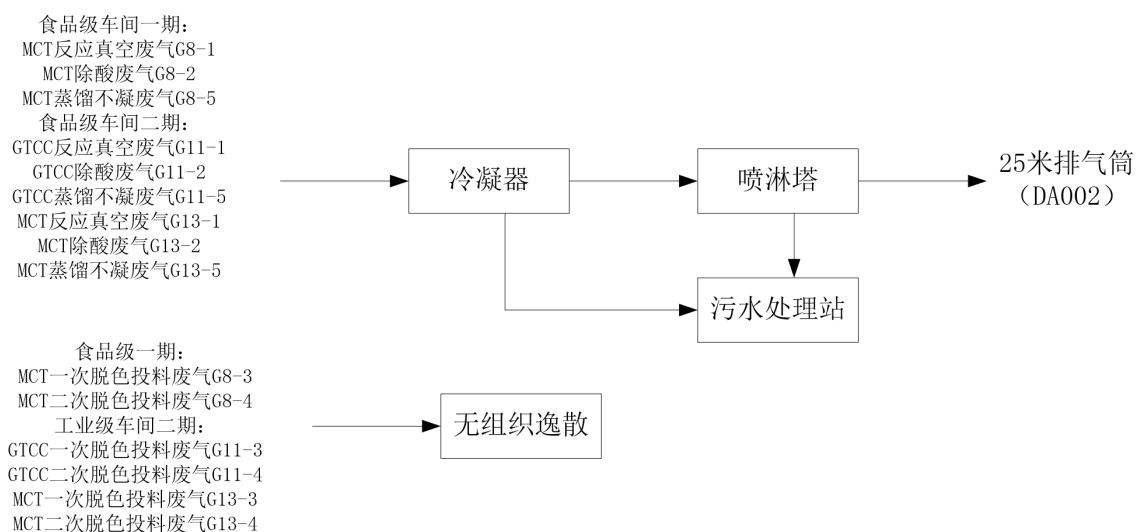 食品级车间一期：
MCT反应真空废气G8-1
MCT除酸废气G8-2
MCT蒸馏不凝废气G8-5
食品级车间二期：
GTCC反应真空废气G11-1
GTCC除酸废气G11-2
GTCC蒸馏不凝废气G11-5
MCT反应真空废气G13-1
MCT除酸废气G13-2
MCT蒸馏不凝废气G13-5
冷凝器
喷淋塔
25米排气筒
（DA002）
污水处理站
食品级一期：
MCT一次脱色投料废气G8-3
MCT二次脱色投料废气G8-4
工业级车间二期：
GTCC一次脱色投料废气G11-3
GTCC二次脱色投料废气G11-4
MCT一次脱色投料废气G13-3
MCT二次脱色投料废气G13-4
无组织逸散